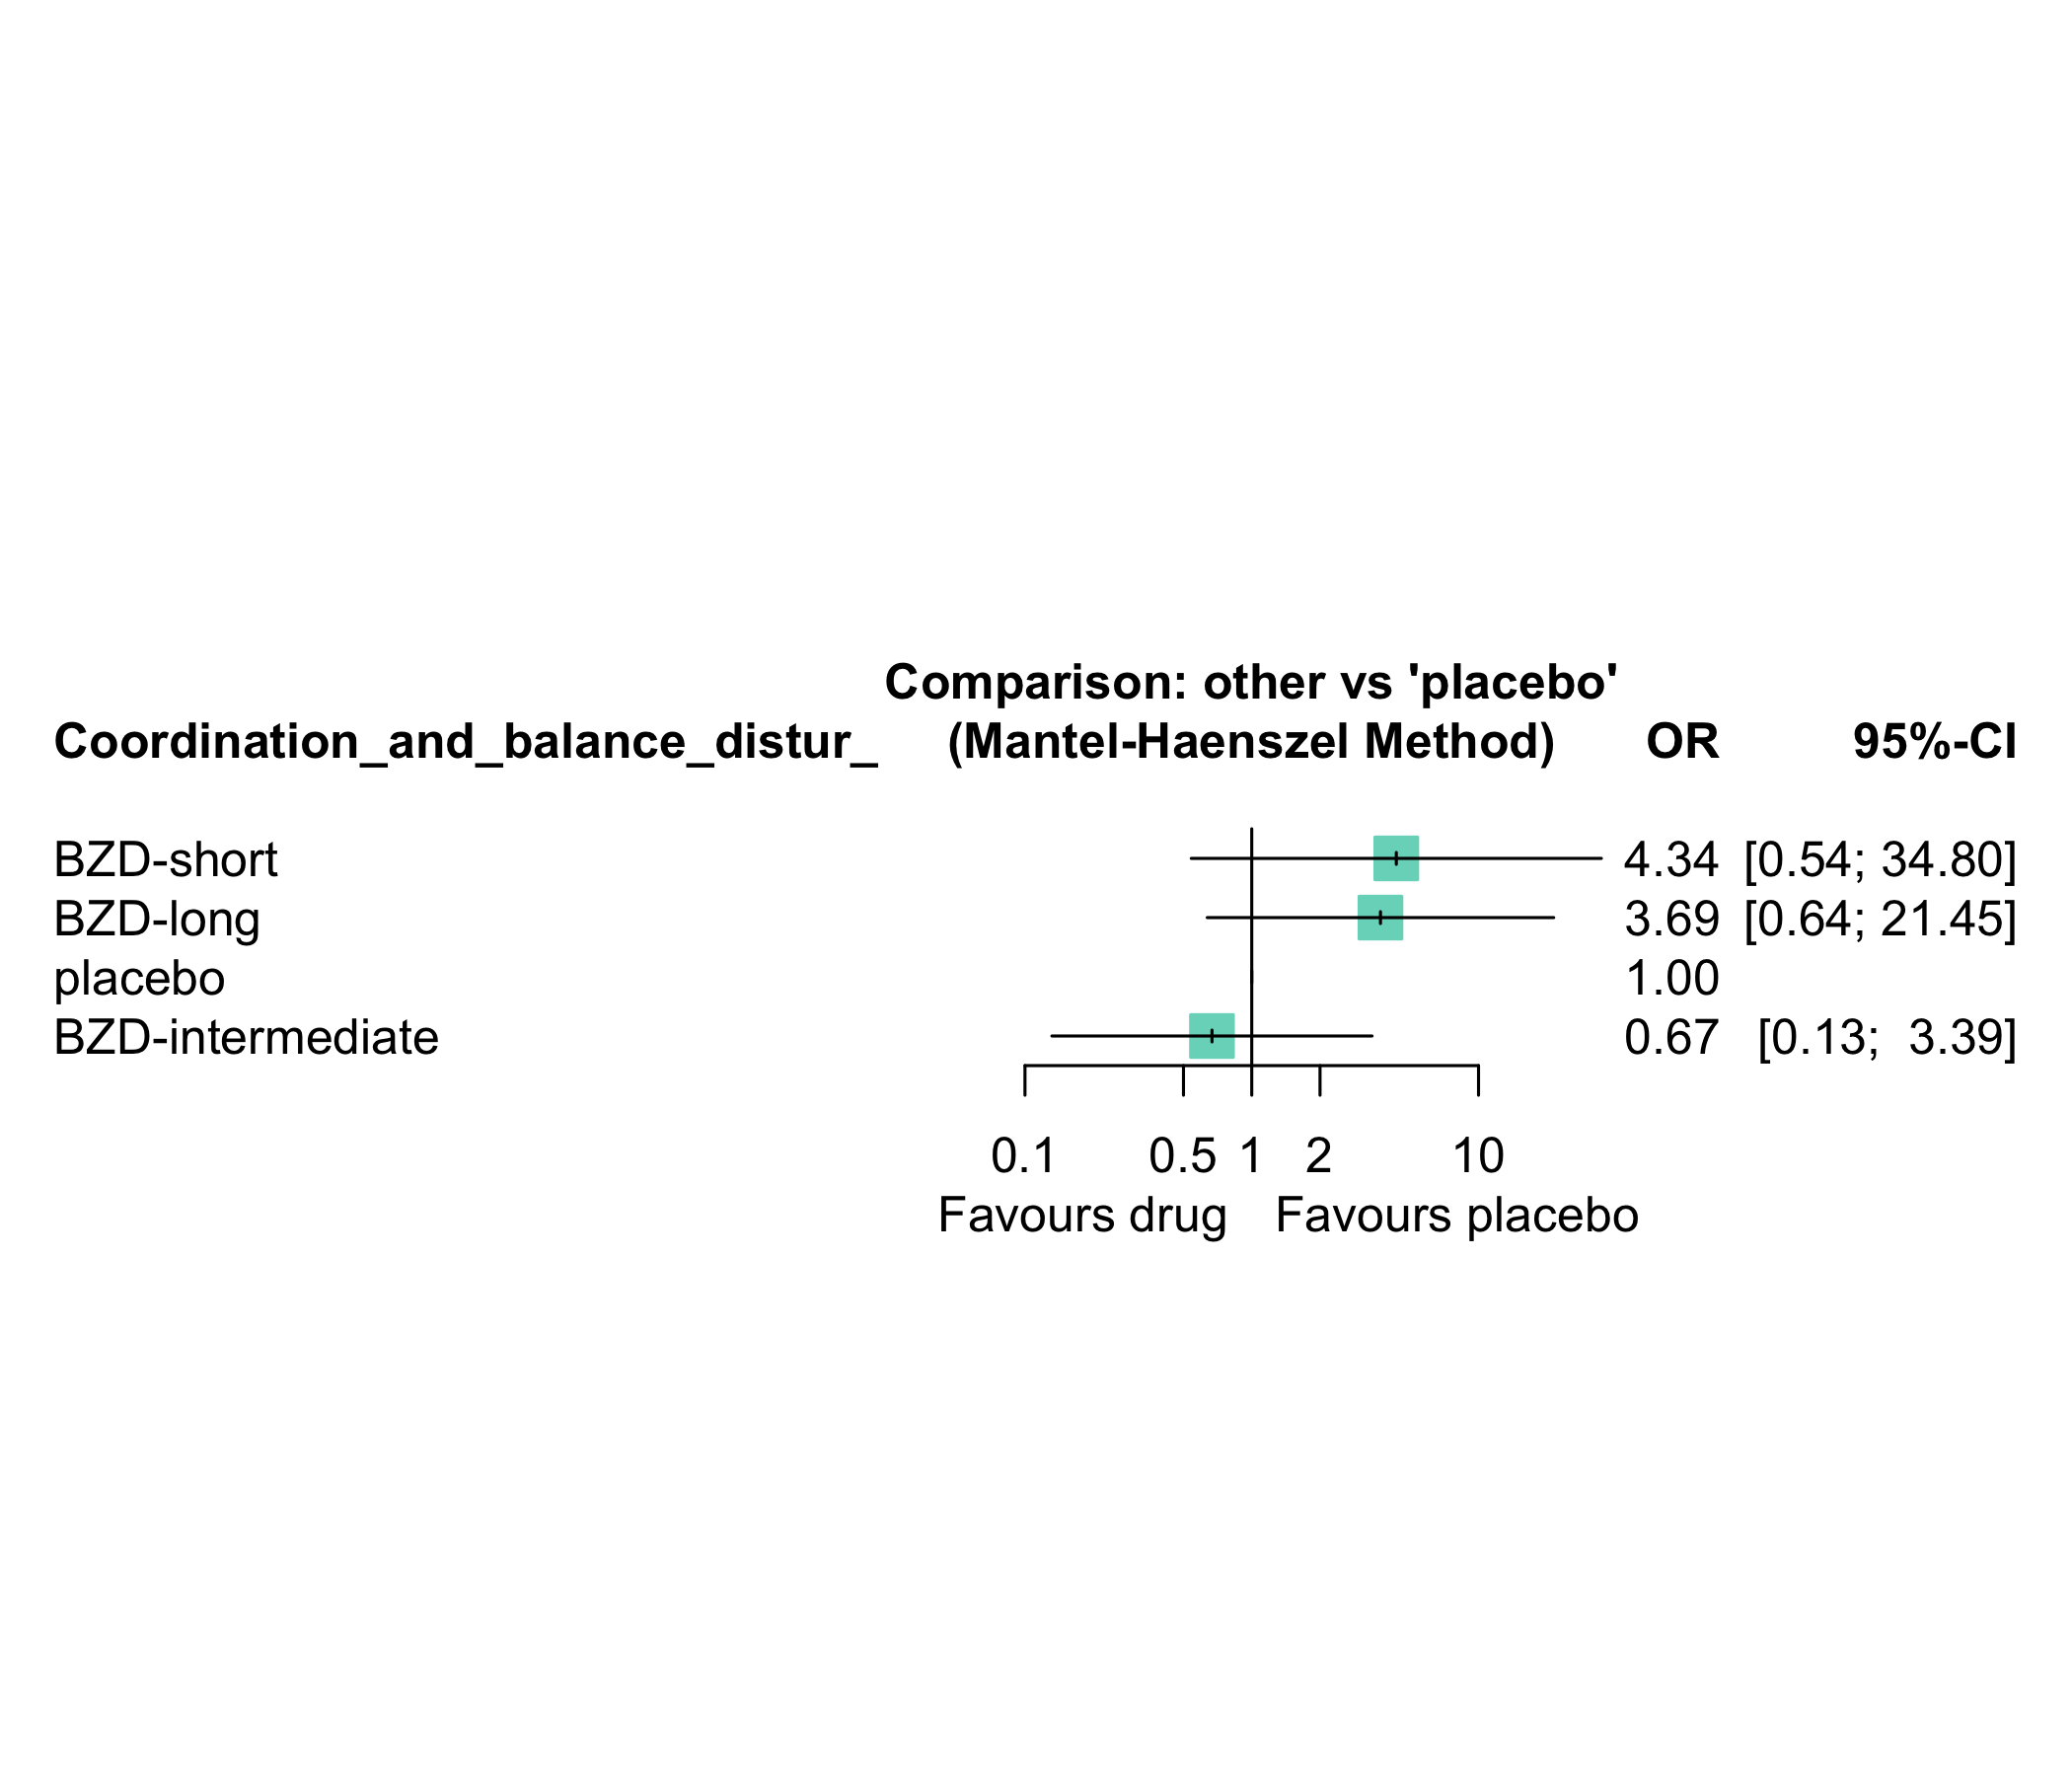 Comparison: other vs 'placebo'
Coordination_and_balance_distur_ (Mantel-Haenszel Method) OR 95%-CI
BZD-short 4.34 [0.54; 34.80]
BZD-long 3.69 [0.64; 21.45]
placebo 1.00
BZD-intermediate 0.67 [0.13; 3.39]
0.1 0.5 1 2 10
Favours drug Favours placebo